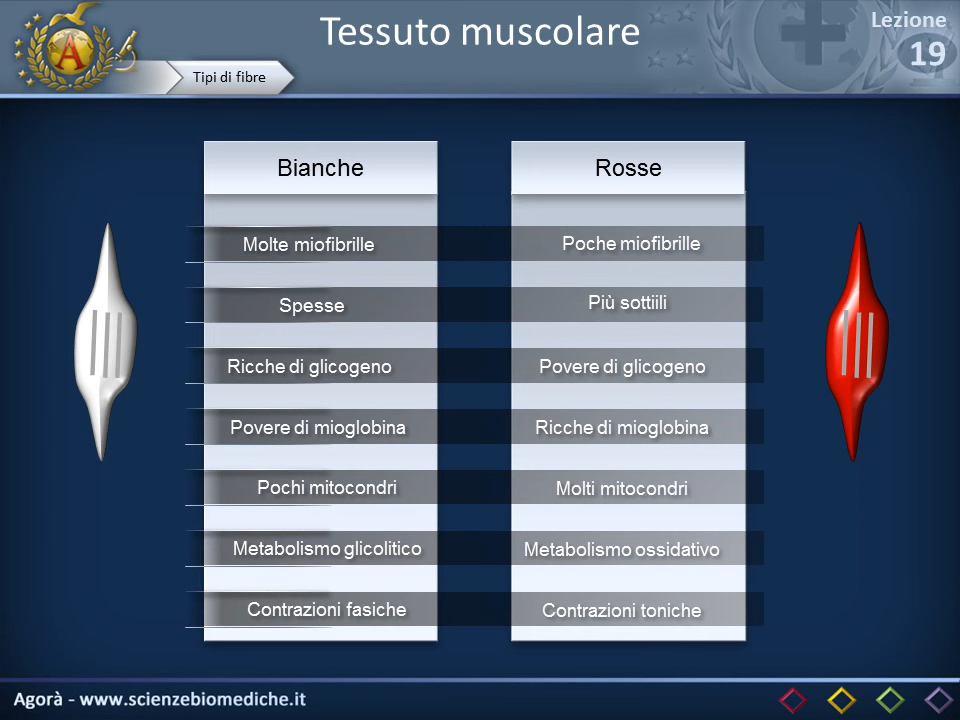 Tessuto muscolare
Lezione
19
A
Tipi di fibre
Bianche
Rosse
Molte miofibrille
Poche miofibrille
Spesse
Più sottiili
Ricche di glicogeno
Povere di glicogeno
Povere di mioglobina
Ricche di mioglobina
Pochi mitocondri
Molti mitocondri
Metabolismo glicolitico
Metabolismo ossidativo
Contrazioni fasiche
Contrazioni toniche
Agorà - www.scienzebiomediche.it